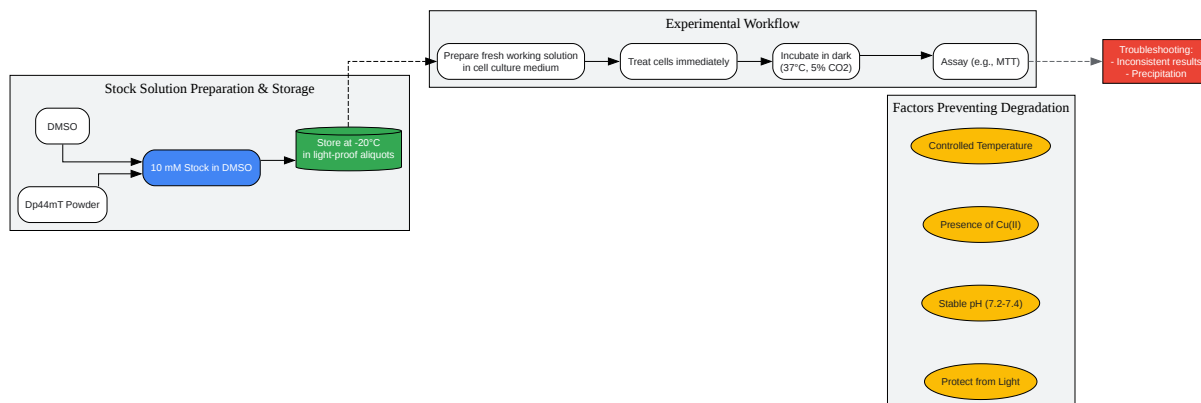 Stock Solution Preparation & Storage
DMSO
Dp44mT Powder
10 mM Stock in DMSO
Store at -20°C
in light-proof aliquots
Experimental Workflow
Prepare fresh working solution
in cell culture medium
Treat cells immediately
Incubate in dark
(37°C, 5% CO2)
Assay (e.g., MTT)
Troubleshooting:
- Inconsistent results
- Precipitation
Factors Preventing Degradation
Controlled Temperature
Presence of Cu(II)
Stable pH (7.2-7.4)
Protect from Light